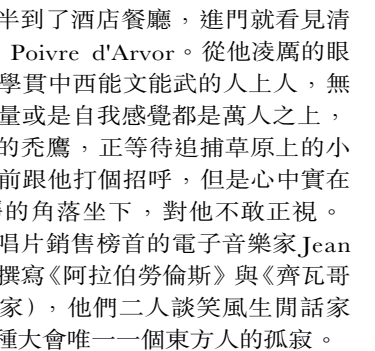 半到了酒店餐廳，進門就看見清
Poivre d'Arvor。從他凌厲的眼
學貫中西能文能武的人上人，無
量或是自我感覺都是萬人之上，
的禿鷹，正等待追捕草原上的小
前跟他打個招呼，但是心中實在
的角落坐下，對他不敢正視。
唱片銷售榜首的電子音樂家Jean
撰寫《阿拉伯勞倫斯》與《齊瓦哥
家），他們二人談笑風生閒話家
種大會唯一一個東方人的孤寂。